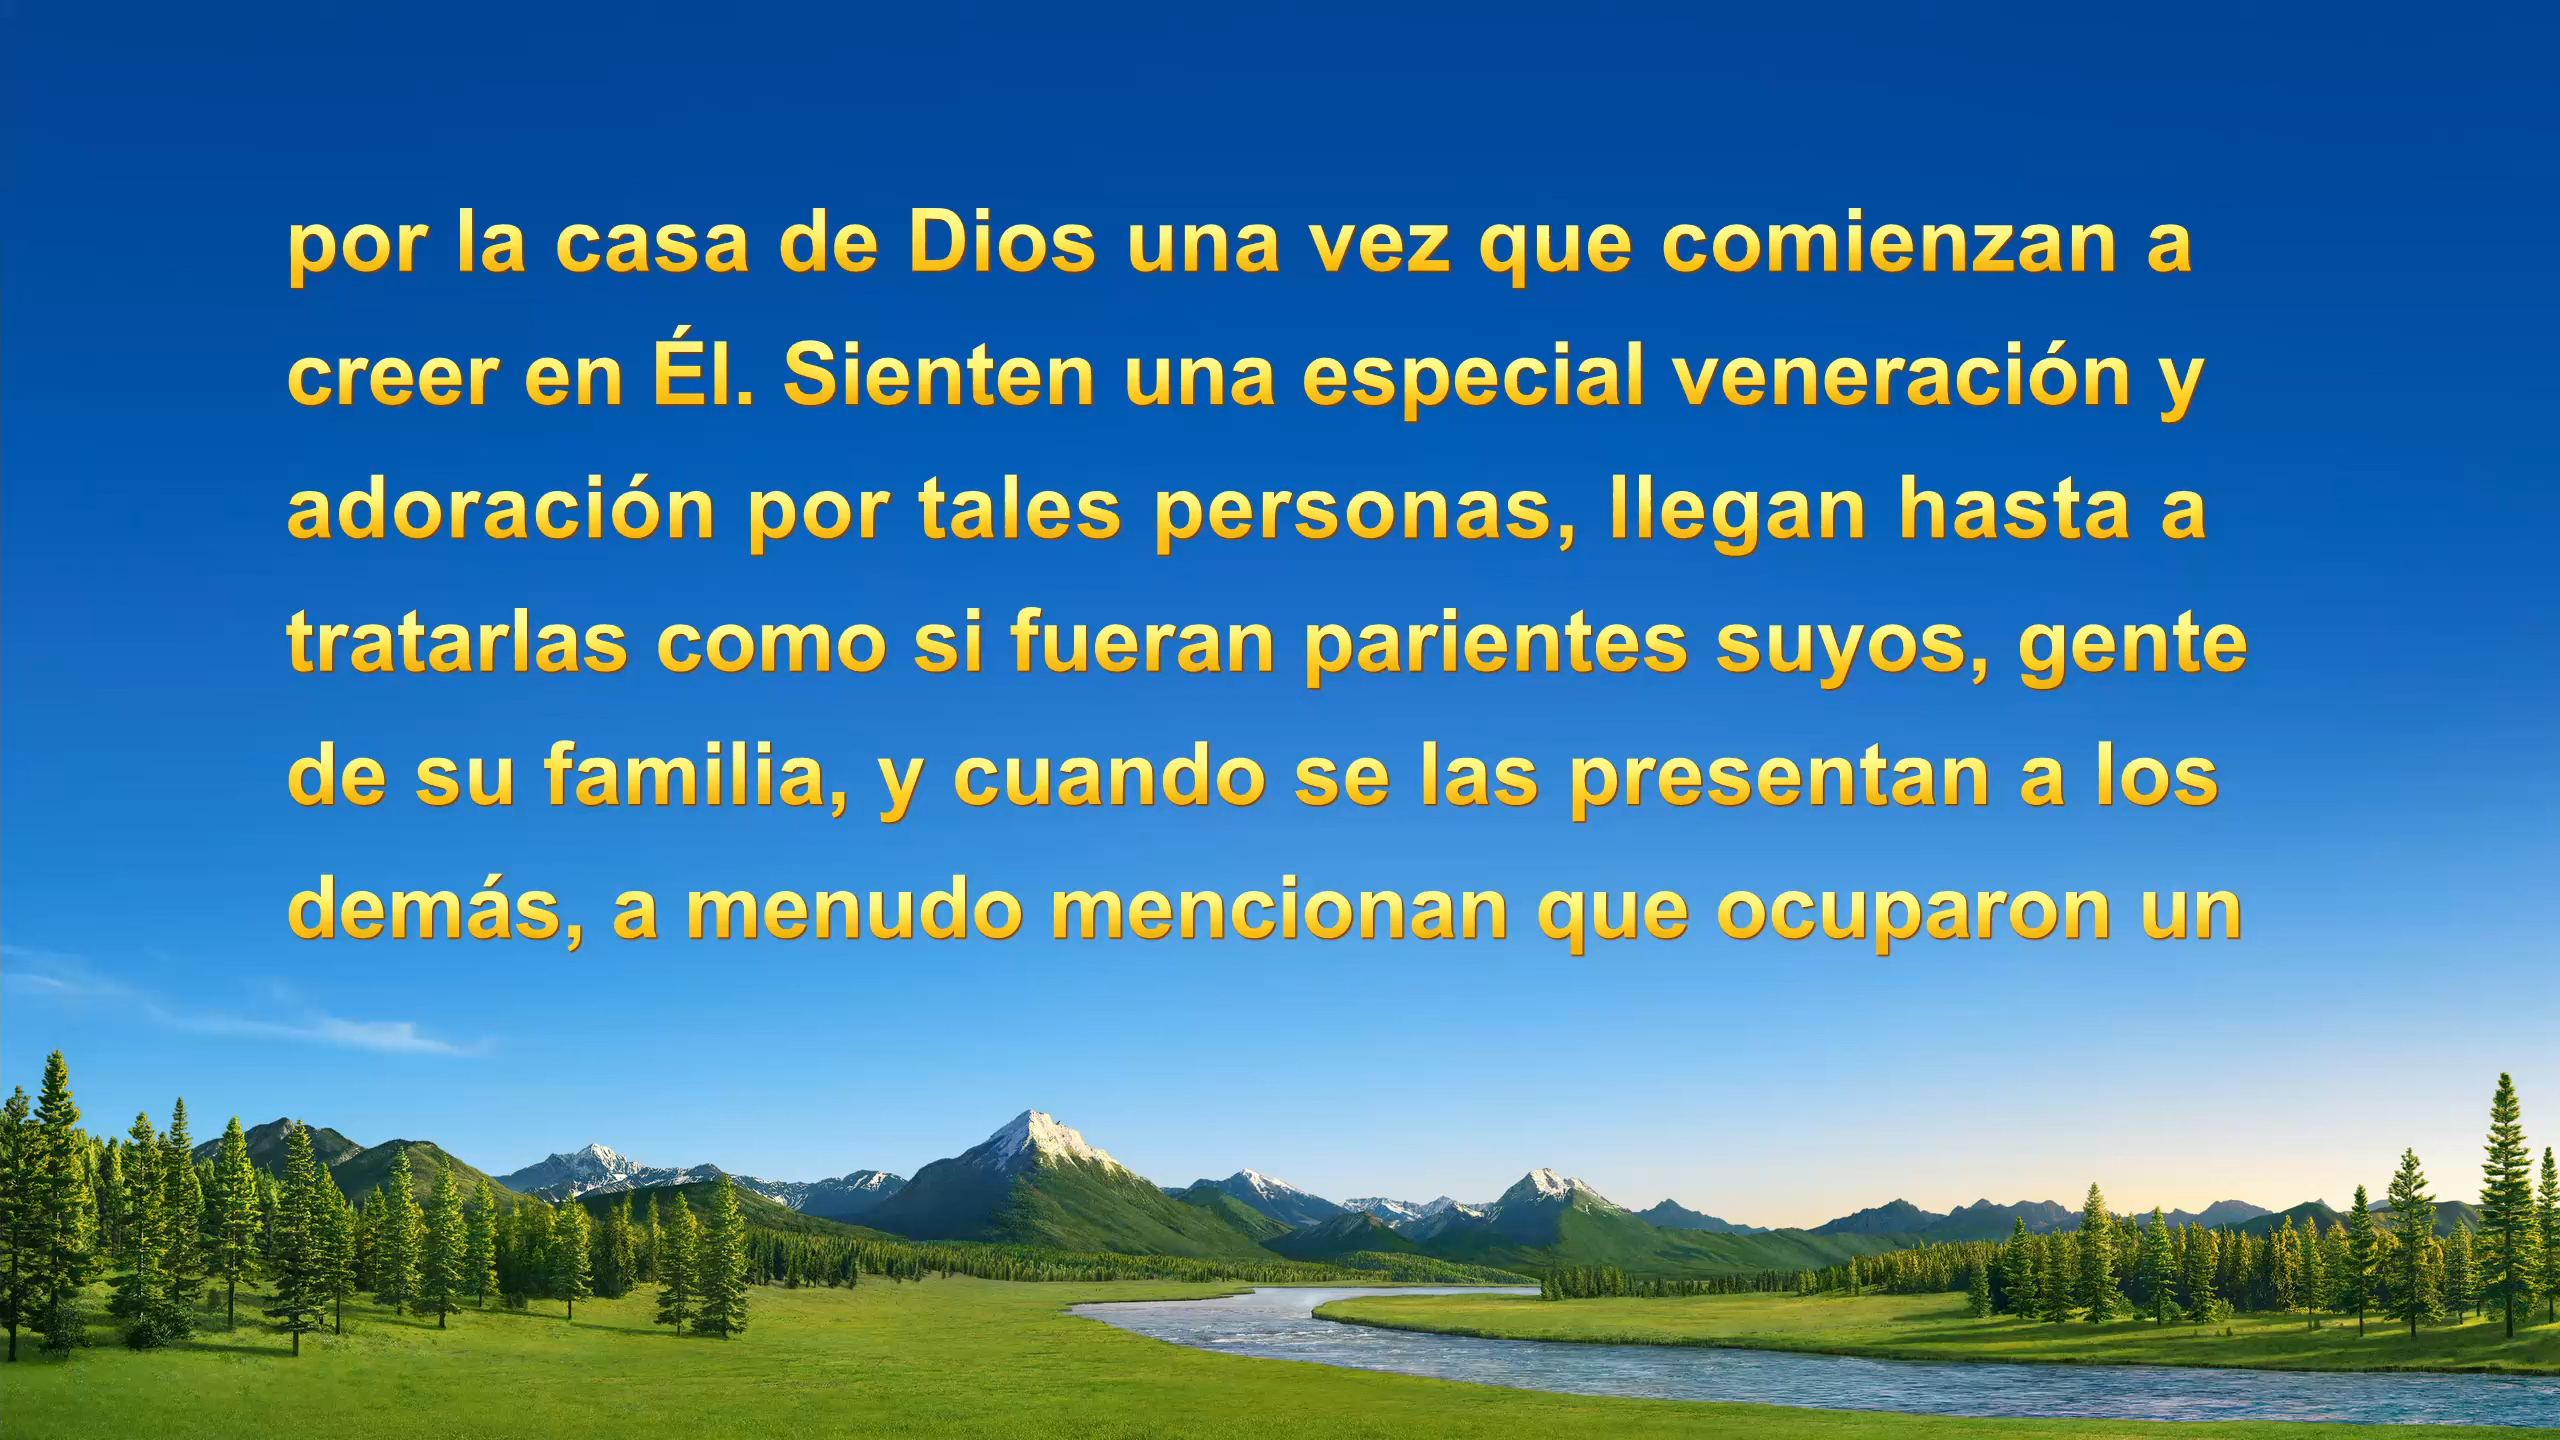 por la casa de Dios una vez que comienzan a
creer en Él. Sienten una especial veneración y
adoración por tales personas, llegan hasta a
tratarlas como si fueran parientes suyos, gente
de su familia, y cuando se las presentan a los
demás, a menudo mencionan que ocuparon un